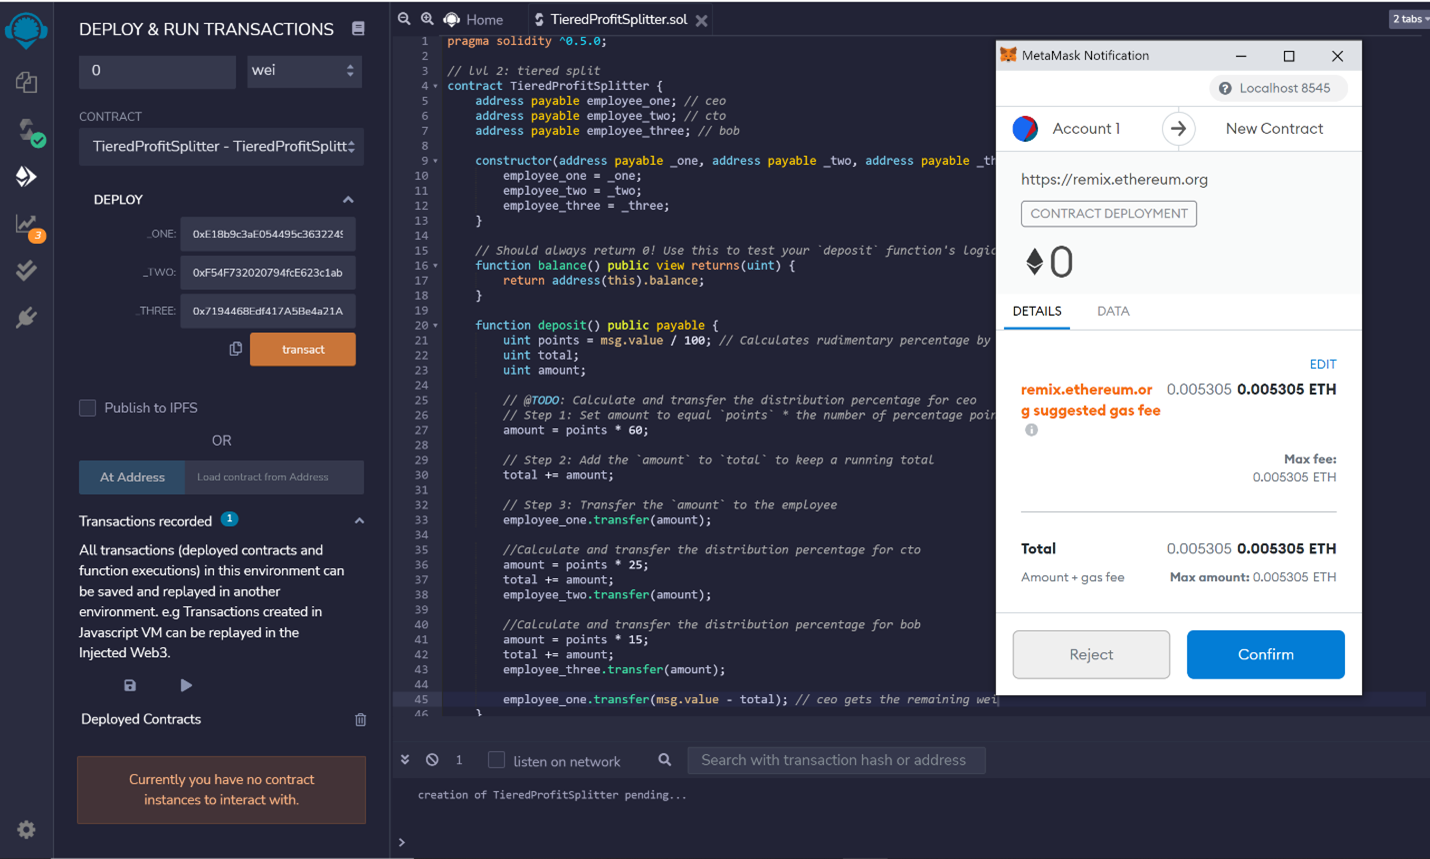 DEPLOY & RUN TRANSACTIONS
0
wei
CONTRACT
TieredProfitSplitter - TieredProfitSplitt
DEPLOY
_ONE:
0xE18b9c3aE054495c363224
_TWO:
0xF54F732020794fcE623c1ab
_THREE:
0x7194468Edf417A5Be4a21A
transact
Publish to IPFS
OR
At Address
Load contract from Address
Transactions recorded 1
All transactions (deployed contracts and
function executions) in this environment can
be saved and replayed in another
environment. e.g Transactions created in
Javascript VM can be replayed in the
Injected Web3.
Deployed Contracts
Currently you have no contract
instances to interact with.
3
Home
TieredProfitSplitter.sol
2 tabs
1 pragma solidity ^0.5.0;
2
3 // lvl 2: tiered split
4 contract TieredProfitSplitter {
5 address payable employee_one; // ceo
6 address payable employee_two; // cto
7 address payable employee_three; // bob
8
9 constructor(address payable _one, address payable _two, address payable _th
10 employee_one = _one;
11 employee_two = _two;
12 employee_three = _three;
13 }
14
15 // Should always return 0! Use this to test your `deposit` function's logic
16 function balance() public view returns(uint) {
17 return address(this).balance;
18 }
19
20 function deposit() public payable {
21 uint points = msg.value / 100; // Calculates rudimentary percentage by
22 uint total;
23 uint amount;
24
25 // @TODO: Calculate and transfer the distribution percentage for ceo
26 // Step 1: Set amount to equal `points` * the number of percentage poin
27 amount = points * 60;
28
29 // Step 2: Add the `amount` to `total` to keep a running total
30 total += amount;
31
32 // Step 3: Transfer the `amount` to the employee
33 employee_one.transfer(amount);
34
35 //Calculate and transfer the distribution percentage for cto
36 amount = points * 25;
37 total += amount;
38 employee_two.transfer(amount);
39
40 //Calculate and transfer the distribution percentage for bob
41 amount = points * 15;
42 total += amount;
43 employee_three.transfer(amount);
44
45 employee_one.transfer(msg.value - total); // ceo gets the remaining wei
46 }
1
listen on network
Search with transaction hash or address
creation of TieredProfitSplitter pending...
>
MetaMask Notification
Localhost 8545
Account 1
New Contract
https://remix.ethereum.org
CONTRACT DEPLOYMENT
0
DETAILS
DATA
EDIT
remix.ethereum.or 0.005305 0.005305 ETH
g suggested gas fee
Max fee:
0.005305 ETH
Total 0.005305 0.005305 ETH
Amount + gas fee Max amount: 0.005305 ETH
Reject
Confirm